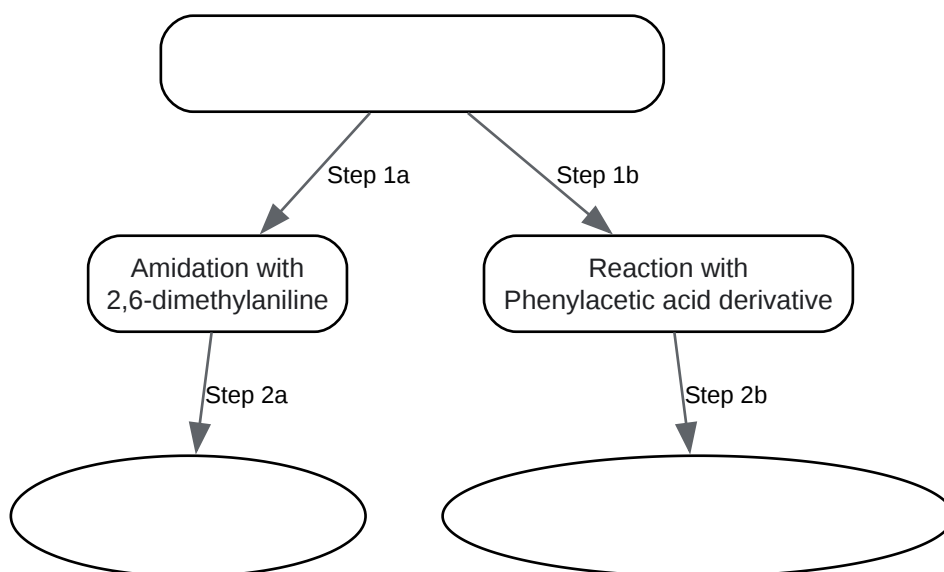 Step 1a
Step 1b
Amidation with
2,6-dimethylaniline
Reaction with
Phenylacetic acid derivative
Step 2a
Step 2b